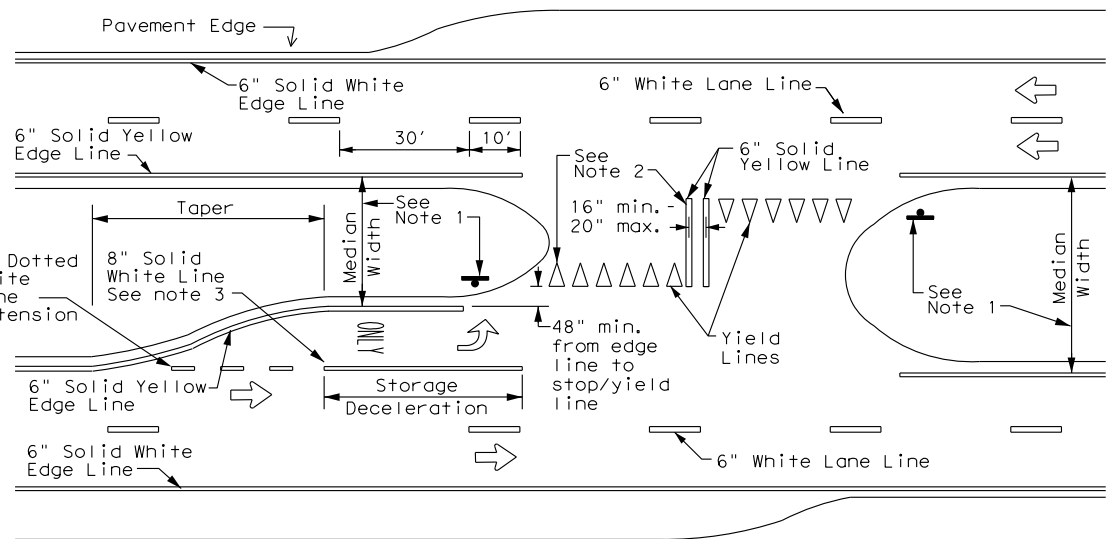 Pavement Edge
6" Solid White
Edge Line
6" White Lane Line
6" Solid Yellow
Edge Line
30'
10'
See
Note 2
6" Solid
Yellow Line
Taper
See
Note 1
16" min.
20" max.
Median
Width
Dotted
8" Solid
White Line
See note 3
ONLY
48" min.
from edge
line to
stop/yield
line
Yield
Lines
See
Note 1
Median
Width
6" Solid Yellow
Edge Line
Storage
Deceleration
6" Solid White
Edge Line
6" White Lane Line